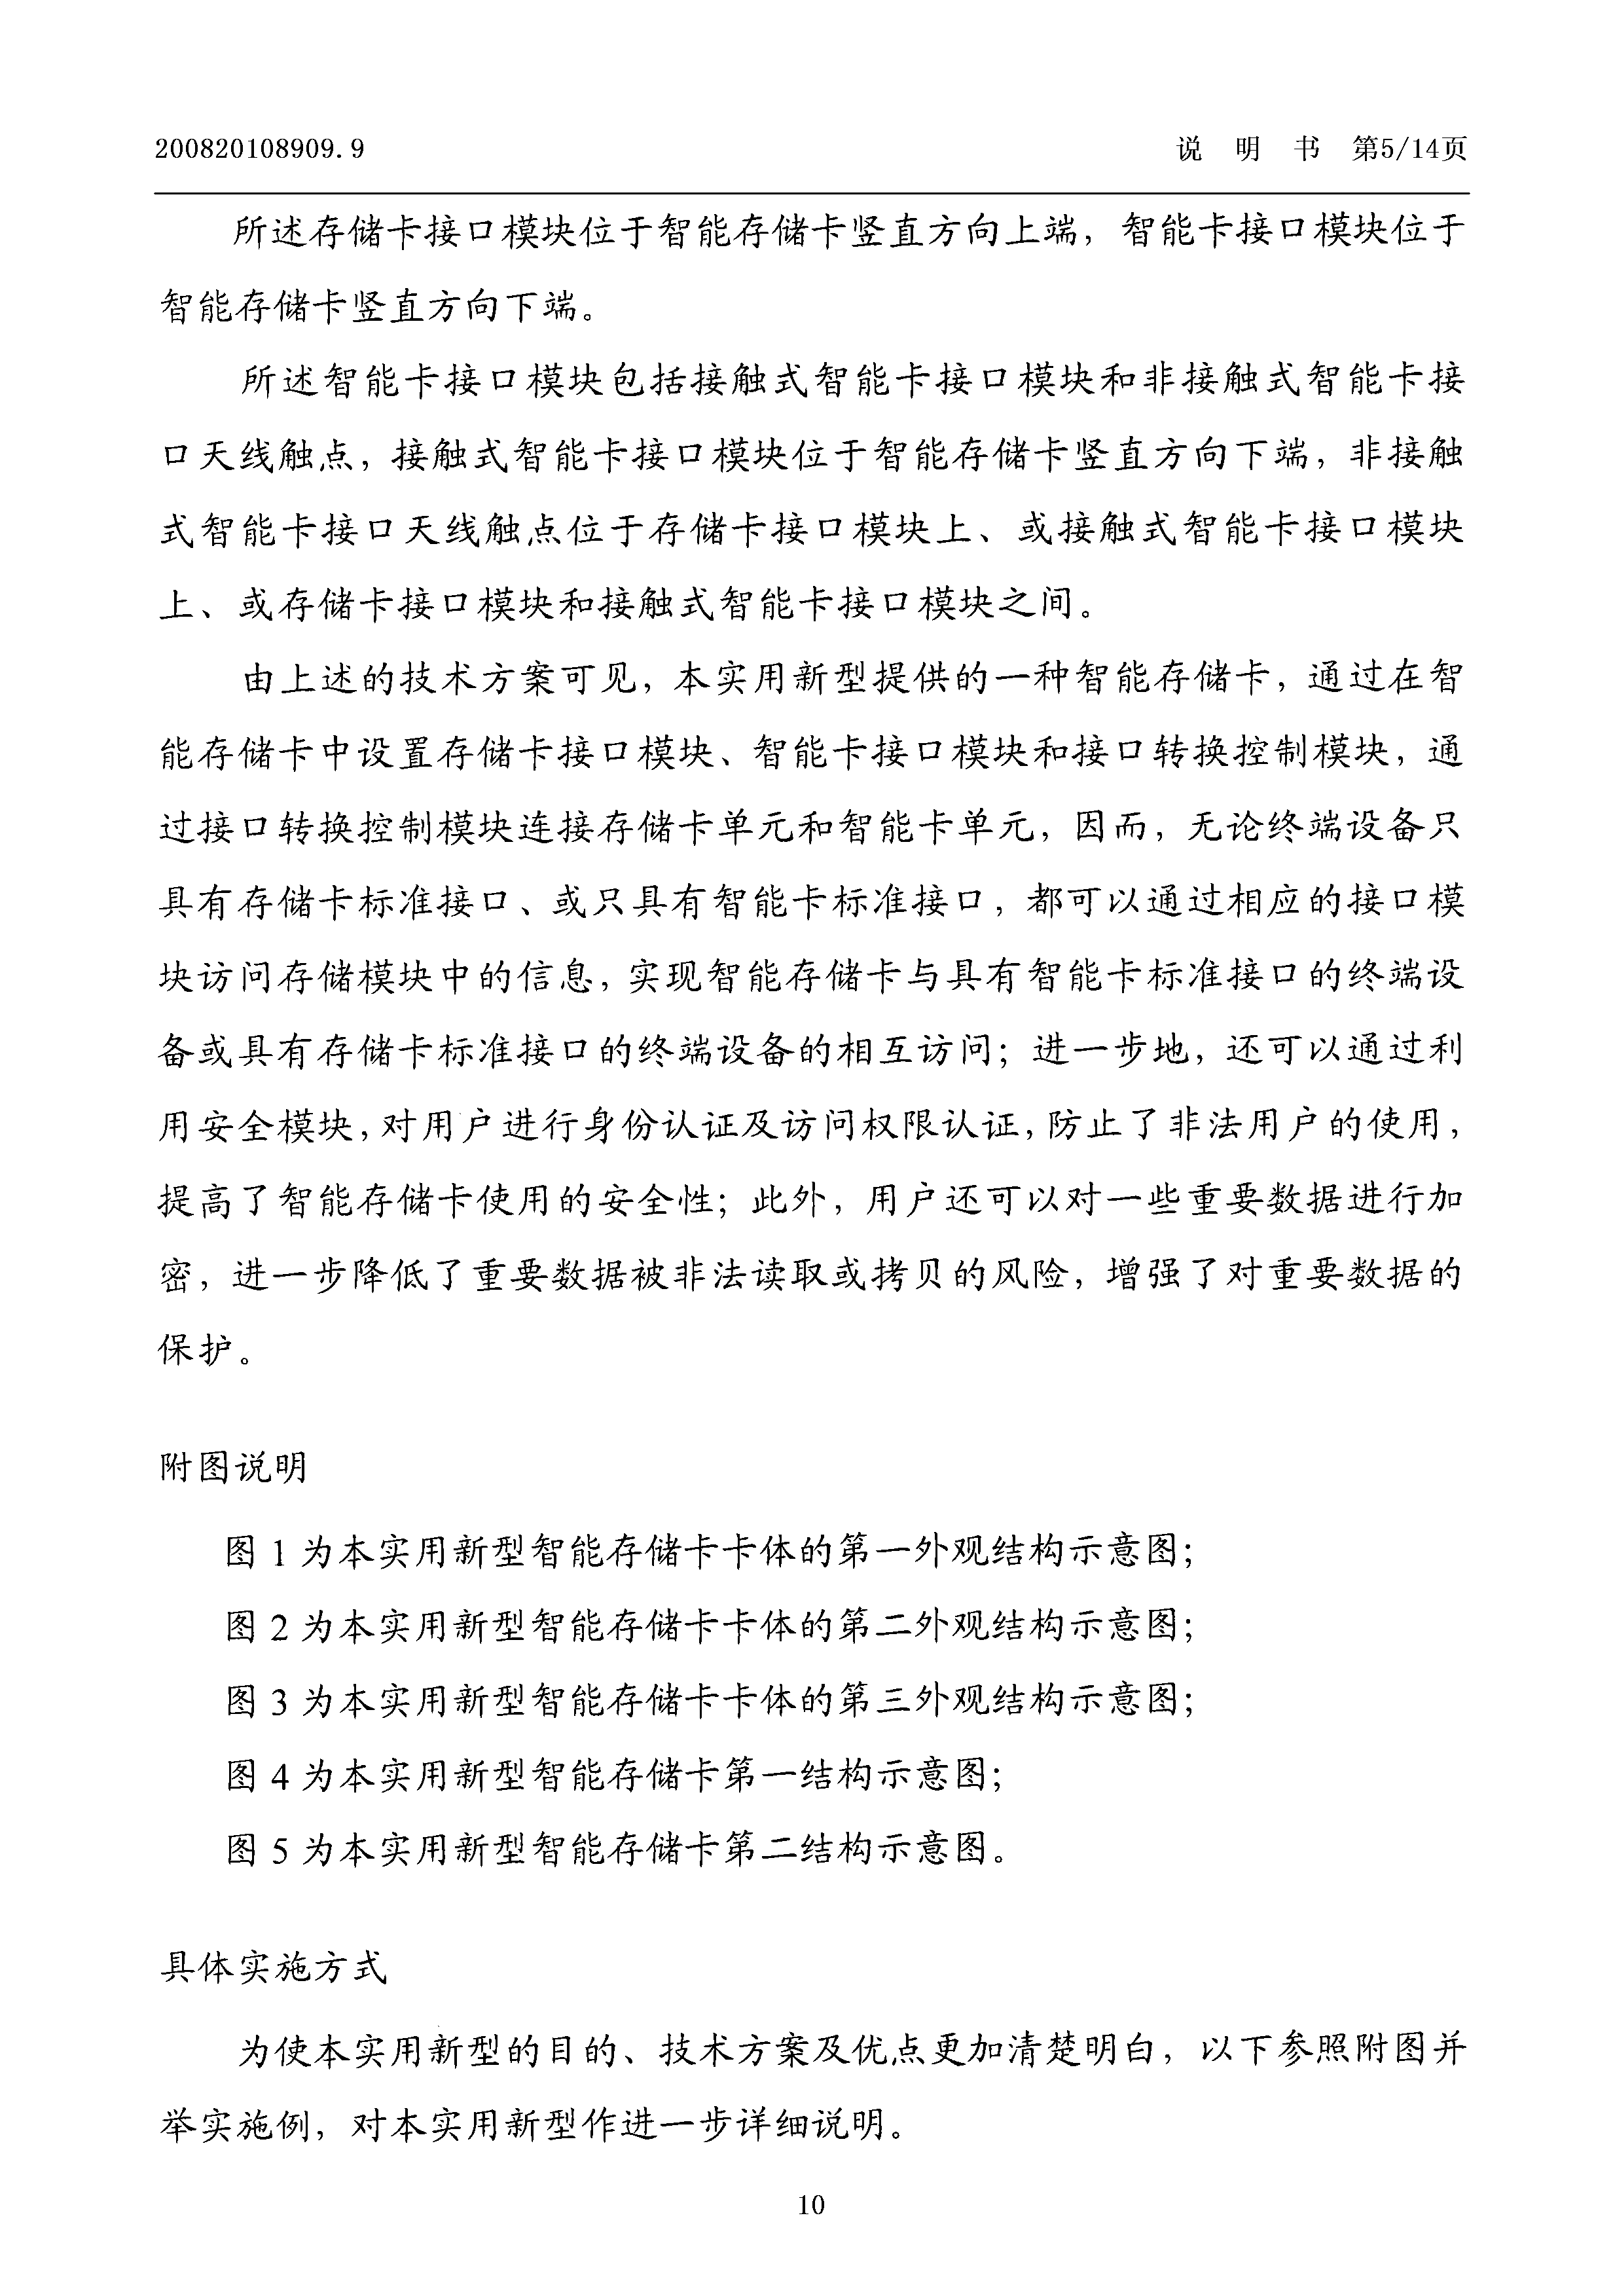 200820108909.9 说 明 书 第5/14页
所述存储卡接口模块位于智能存储卡竖直方向上端，智能卡接口模块位于
智能存储卡竖直方向下端。
所述智能卡接口模块包括接触式智能卡接口模块和非接触式智能卡接
口天线触点，接触式智能卡接口模块位于智能存储卡竖直方向下端，非接触
式智能卡接口天线触点位于存储卡接口模块上、或接触式智能卡接口模块
上、或存储卡接口模块和接触式智能卡接口模块之间。
由上述的技术方案可见，本实用新型提供的一种智能存储卡，通过在智
能存储卡中设置存储卡接口模块、智能卡接口模块和接口转换控制模块，通
过接口转换控制模块连接存储卡单元和智能卡单元，因而，无论终端设备只
具有存储卡标准接口、或只具有智能卡标准接口，都可以通过相应的接口模
块访问存储模块中的信息，实现智能存储卡与具有智能卡标准接口的终端设
备或具有存储卡标准接口的终端设备的相互访问；进一步地，还可以通过利
用安全模块，对用户进行身份认证及访问权限认证，防止了非法用户的使用，
提高了智能存储卡使用的安全性；此外，用户还可以对一些重要数据进行加
密，进一步降低了重要数据被非法读取或拷贝的风险，增强了对重要数据的
保护。
附图说明
图 1 为本实用新型智能存储卡卡体的第一外观结构示意图；
图 2 为本实用新型智能存储卡卡体的第二外观结构示意图；
图 3 为本实用新型智能存储卡卡体的第三外观结构示意图；
图 4 为本实用新型智能存储卡第一结构示意图；
图 5 为本实用新型智能存储卡第二结构示意图。
具体实施方式
为使本实用新型的目的、技术方案及优点更加清楚明白，以下参照附图并
举实施例，对本实用新型作进一步详细说明。
10